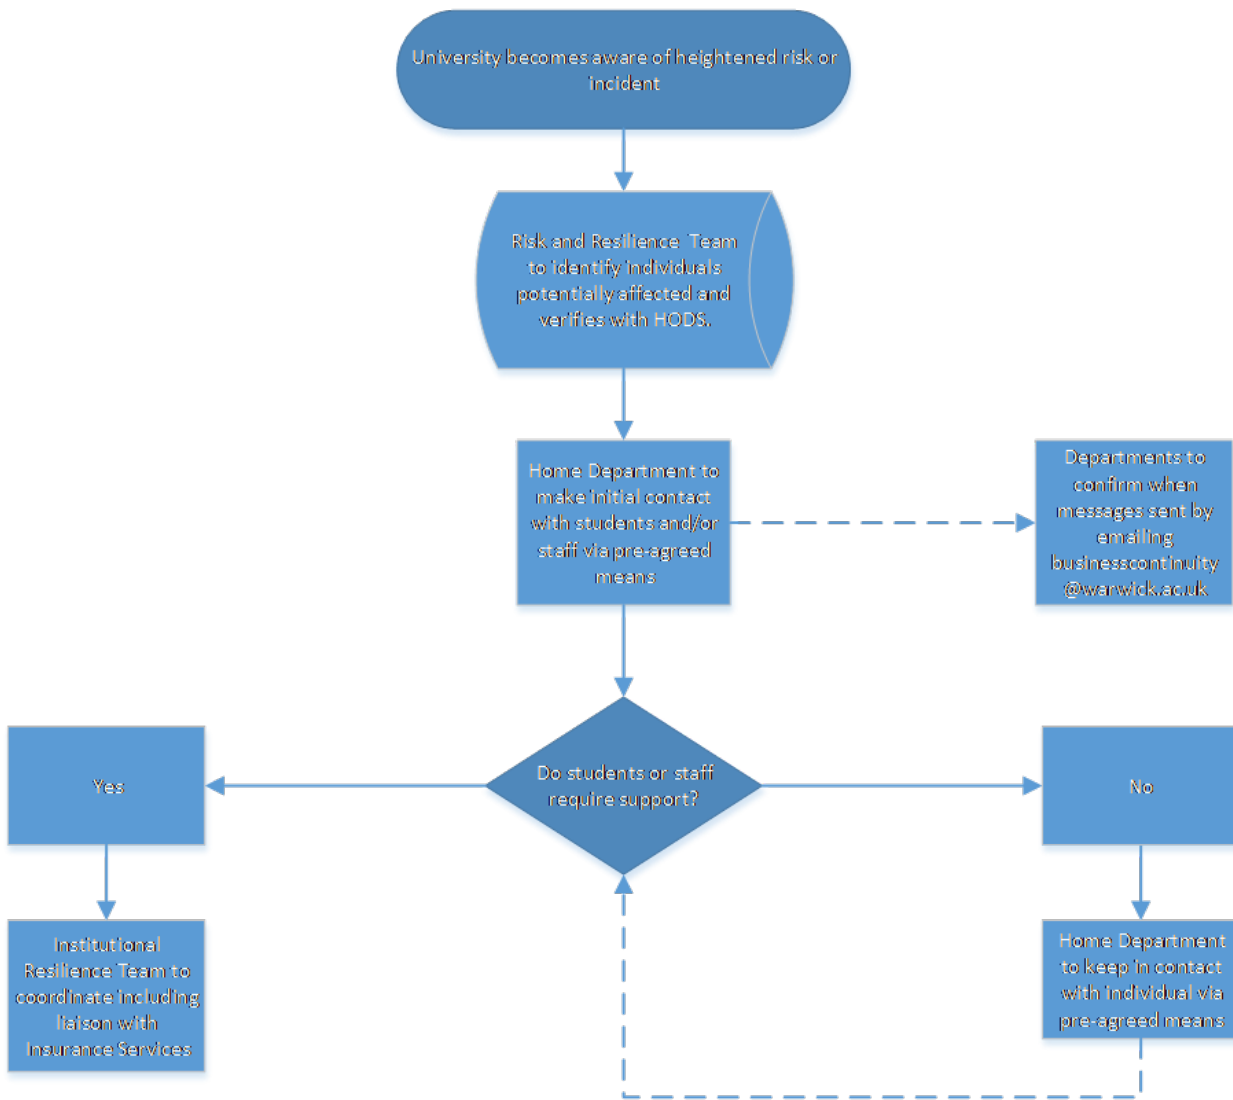 University becomes aware of heightened risk or
incident
Risk and Resilience Team
to identify individuals
potentially affected and
verifies with HODS.
Home Department to
make initial contact
with students and/or
staff via pre-agreed
means
Departments to
confirm when
messages sent by
emailing
businesscontinuity
@warwick.ac.uk
Do students or staff
require support?
Yes
No
Institutional
Resilience Team to
coordinate including
liaison with
Insurance Services
Home Department
to keep in contact
with individual via
pre-agreed means